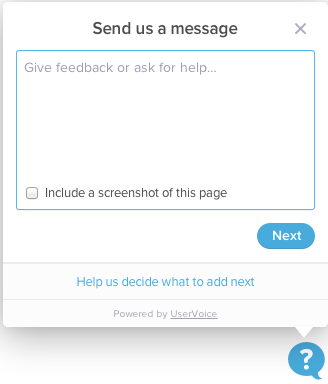 Send us a message
Give feedback or ask for help...
Include a screenshot of this page
Next
Help us decide what to add next
Powered by UserVoice
?